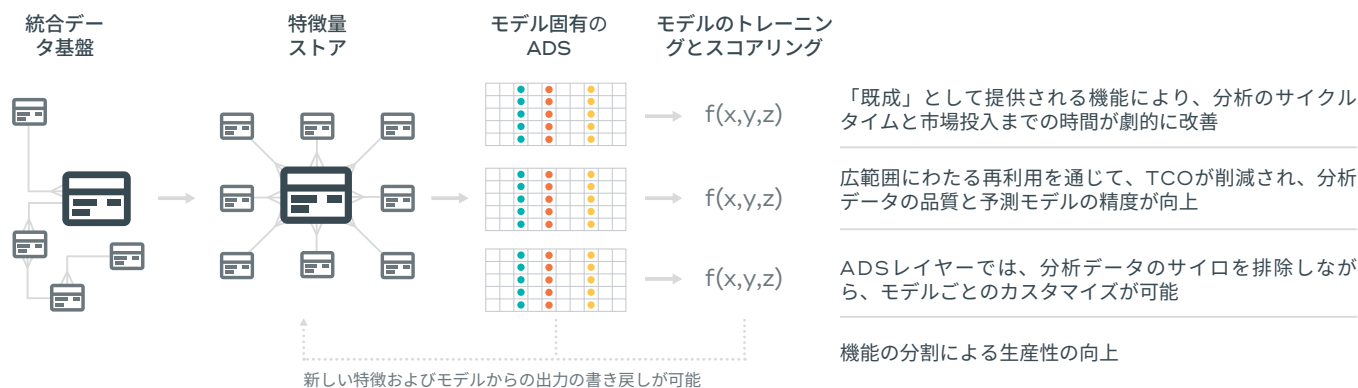 統合デー
タ基盤
特徴量
ストア
モデル固有の
ADS
モデルのトレーニン
グとスコアリング
f(x,y,z)
f(x,y,z)
f(x,y,z)
「既成」として提供される機能により、分析のサイクル
タイムと市場投入までの時間が劇的に改善
広範囲にわたる再利用を通じて、TCOが削減され、分析
データの品質と予測モデルの精度が向上
ADSレイヤーでは、分析データのサイロを排除しなが
ら、モデルごとのカスタマイズが可能
機能の分割による生産性の向上
新しい特徴およびモデルからの出力の書き戻しが可能